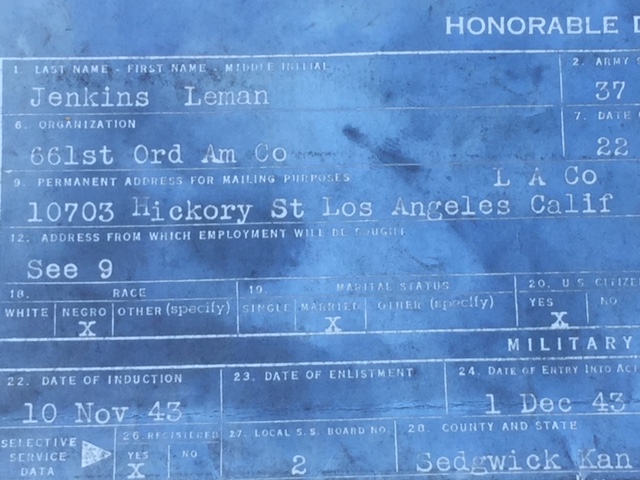 HONORABLE D
1. LAST NAME - FIRST NAME - MIDDLE INITIAL
2. ARMY S
Jenkins Leman
37
6. ORGANIZATION
7. DATE
661st Ord Am Co
22
9. PERMANENT ADDRESS FOR MAILING PURPOSES
L A Co
10703 Hickory St Los Angeles Calif
12. ADDRESS FROM WHICH EMPLOYMENT WILL BE SOUGHT
See 9
18. RACE
19. MARITAL STATUS
20. U.S. CITIZE
WHITE NEGRO OTHER (specify) SINGLE MARRIED OTHER (specify) YES NO
X X X
MILITARY
22. DATE OF INDUCTION
23. DATE OF ENLISTMENT
24. DATE OF ENTRY INTO ACT
10 Nov 43
1 Dec 43
SELECTIVE SERVICE DATA
26. REGISTERED
27. LOCAL S.S. BOARD NO.
28. COUNTY AND STATE
YES NO
X 2 Sedgwick Kan